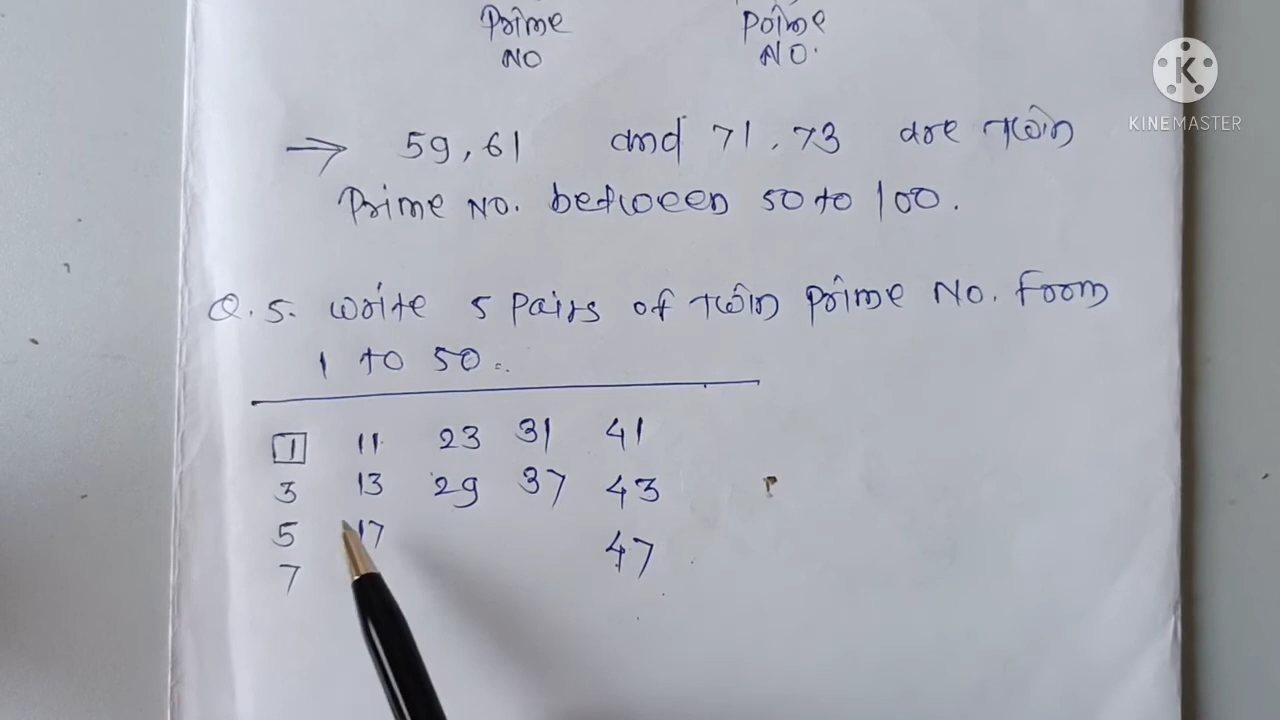 Prime Prime
NO NO.
K
KINEMASTER
→ 59, 61 and 71, 73 are twin
Prime NO. between 50 to 100.
Q. 5. write 5 Pairs of twin Prime NO. From
1 to 50.
1 11 23 31 41
3 13 29 37 43
5 17 47
7